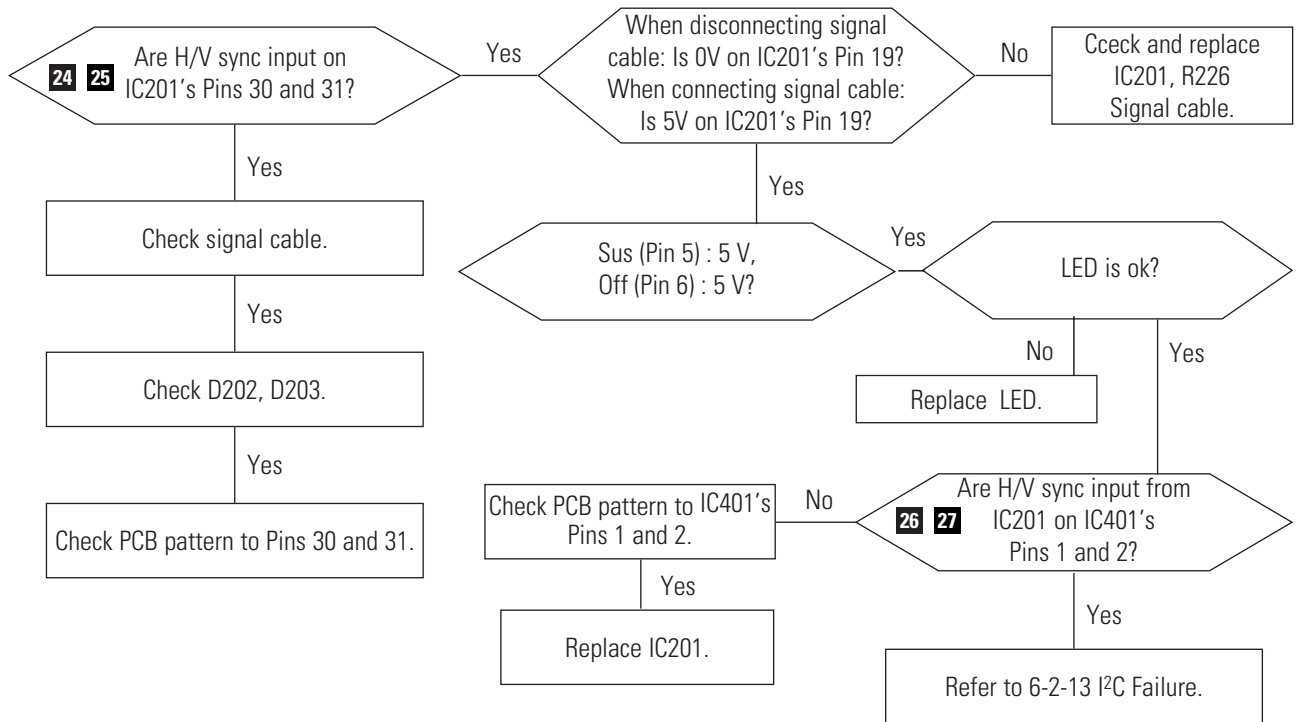 24 25
Are H/V sync input on
IC201's Pins 30 and 31?
Yes
When disconnecting signal
cable: Is 0V on IC201's Pin 19?
When connecting signal cable:
Is 5V on IC201's Pin 19?
No
Cceck and replace
IC201, R226
Signal cable.
Yes
Check signal cable.
Yes
Check D202, D203.
Yes
Check PCB pattern to Pins 30 and 31.
Yes
Sus (Pin 5) : 5 V,
Off (Pin 6) : 5 V?
Yes
LED is ok?
No
Replace LED.
Yes
26 27
Are H/V sync input from
IC201 on IC401's
Pins 1 and 2?
No
Check PCB pattern to IC401's
Pins 1 and 2.
Yes
Replace IC201.
Yes
Refer to 6-2-13 I²C Failure.